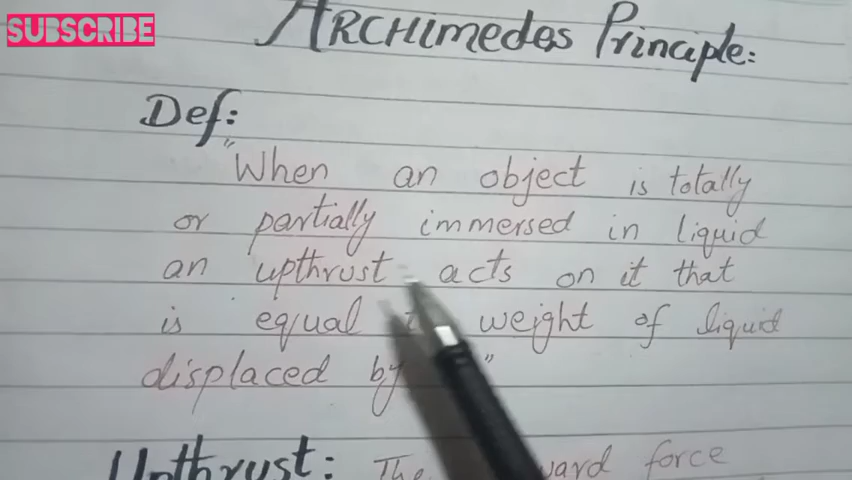 SUBSCRIBE
ARCHimedes Principle:
Def:
"When an object is totally
or partially immersed in liquid
an upthrust acts on it that
is equal weight of liquid
displaced by "
Upthrust: The force